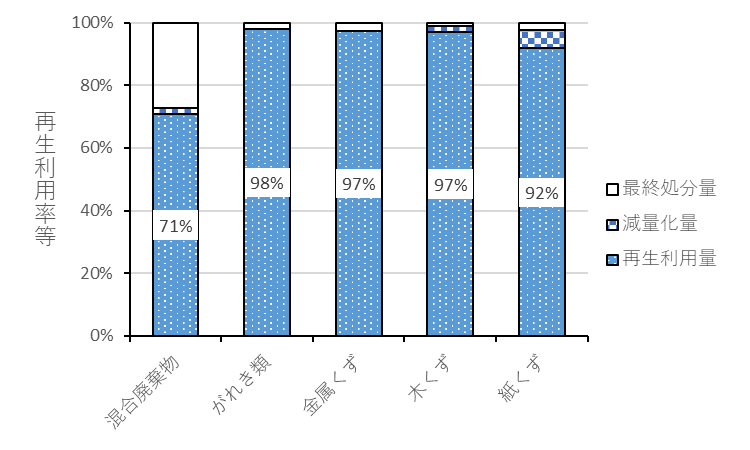 100%
80%
60%
40%
20%
0%
再生利用率等
71%
98%
97%
97%
92%
混合廃棄物
がれき類
金属くず
木くず
紙くず
最終処分量
減量化量
再生利用量